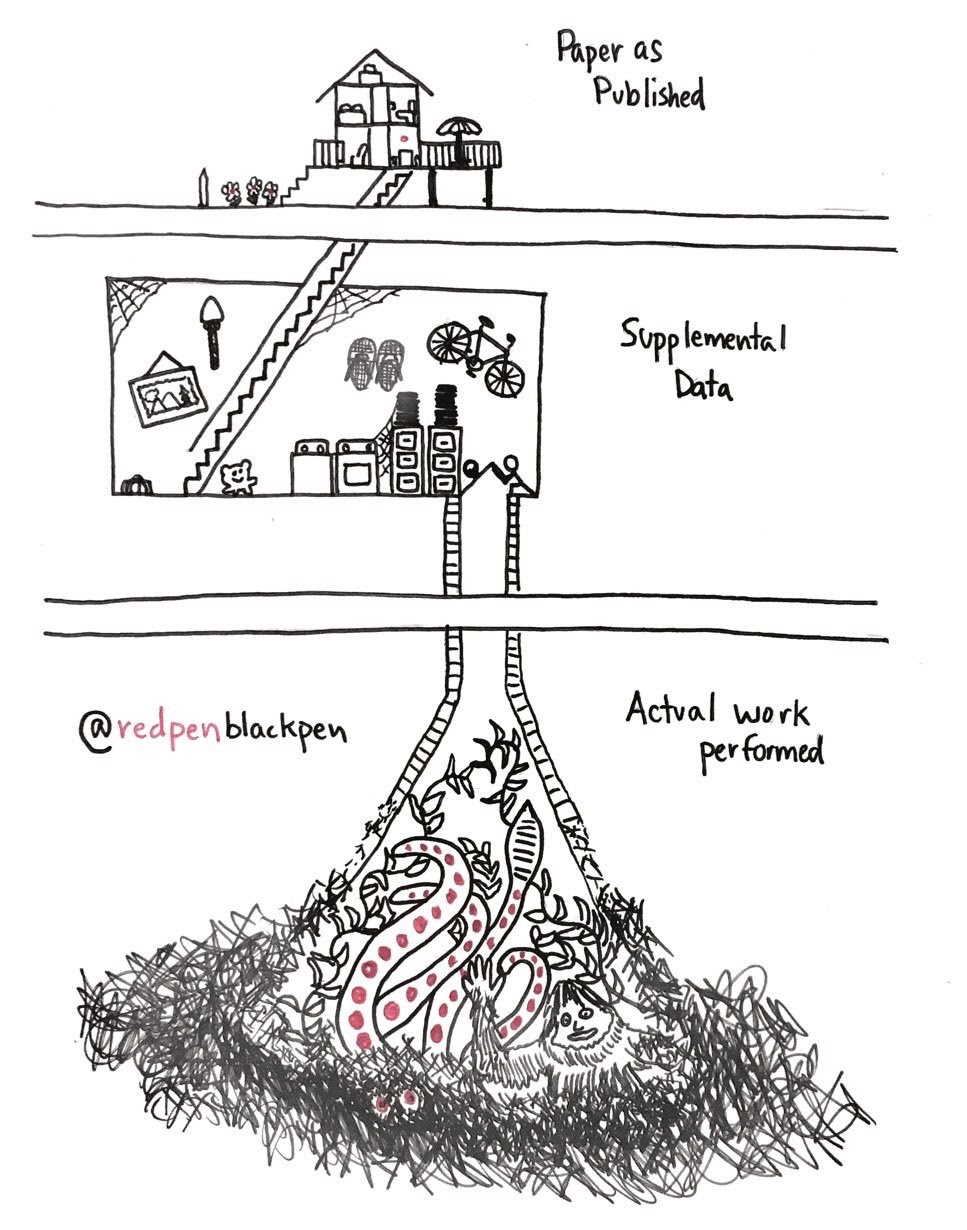 Paper as
Published
Supplemental
Data
@redpenblackpen
Actual work
performed